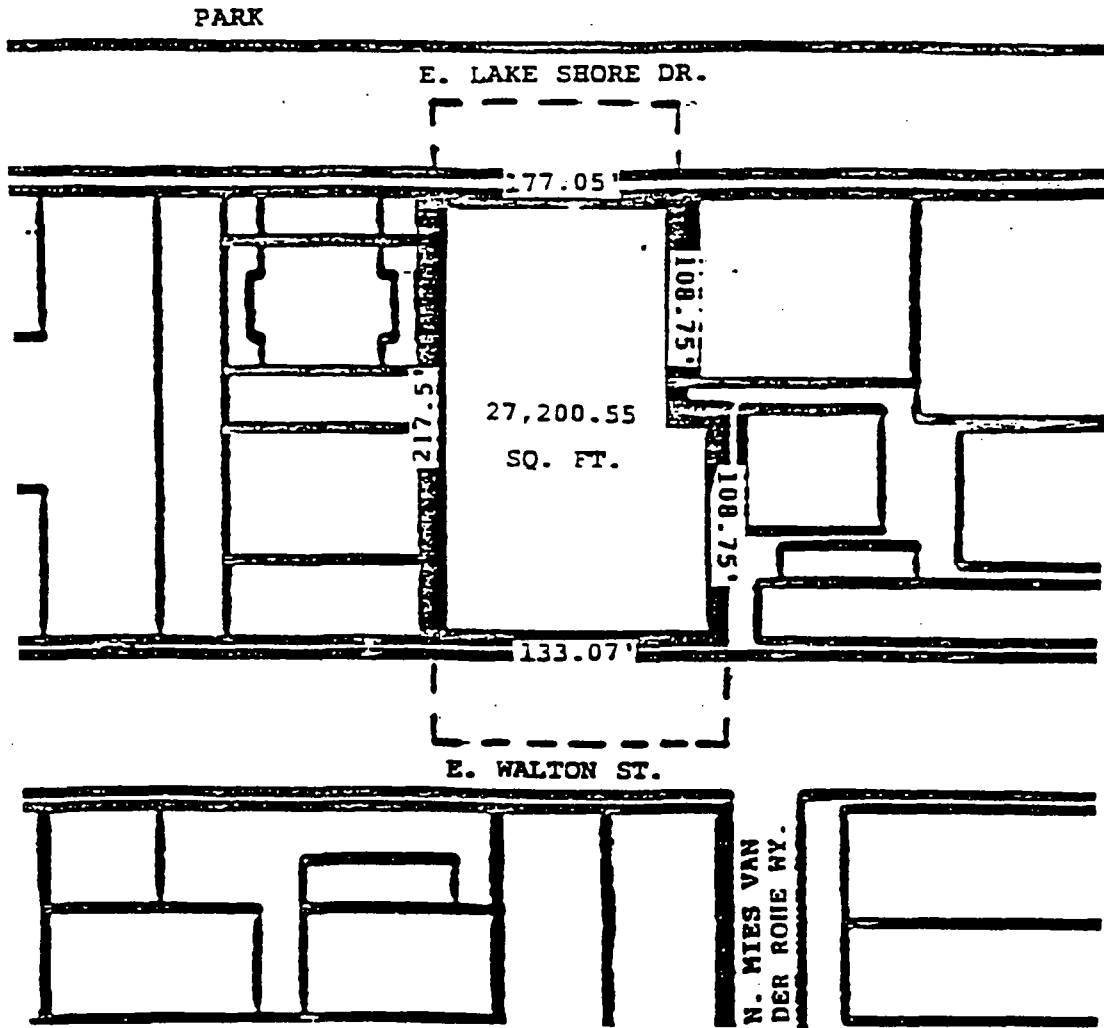 PARK
E. LAKE SHORE DR.
177.05'
108.75'
217.5'
27,200.55
SQ. FT.
108.75'
133.07'
E. WALTON ST.
N. MIES VAN
DER ROHE WY.